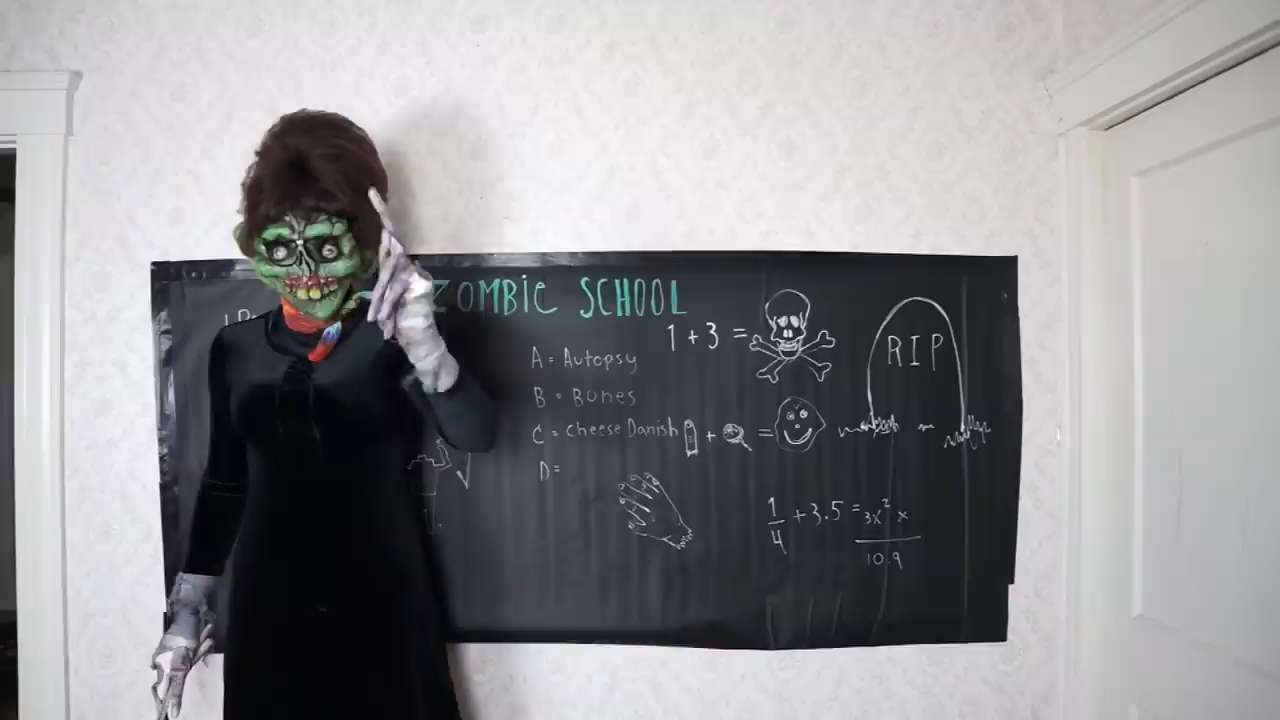 ZOMBIE SCHOOL
1 + 3 =
A = Autopsy
B = Bones
C = Cheese Danish
D =
+ =
RIP
1/4 + 3.5 = 3x² x / 10.9